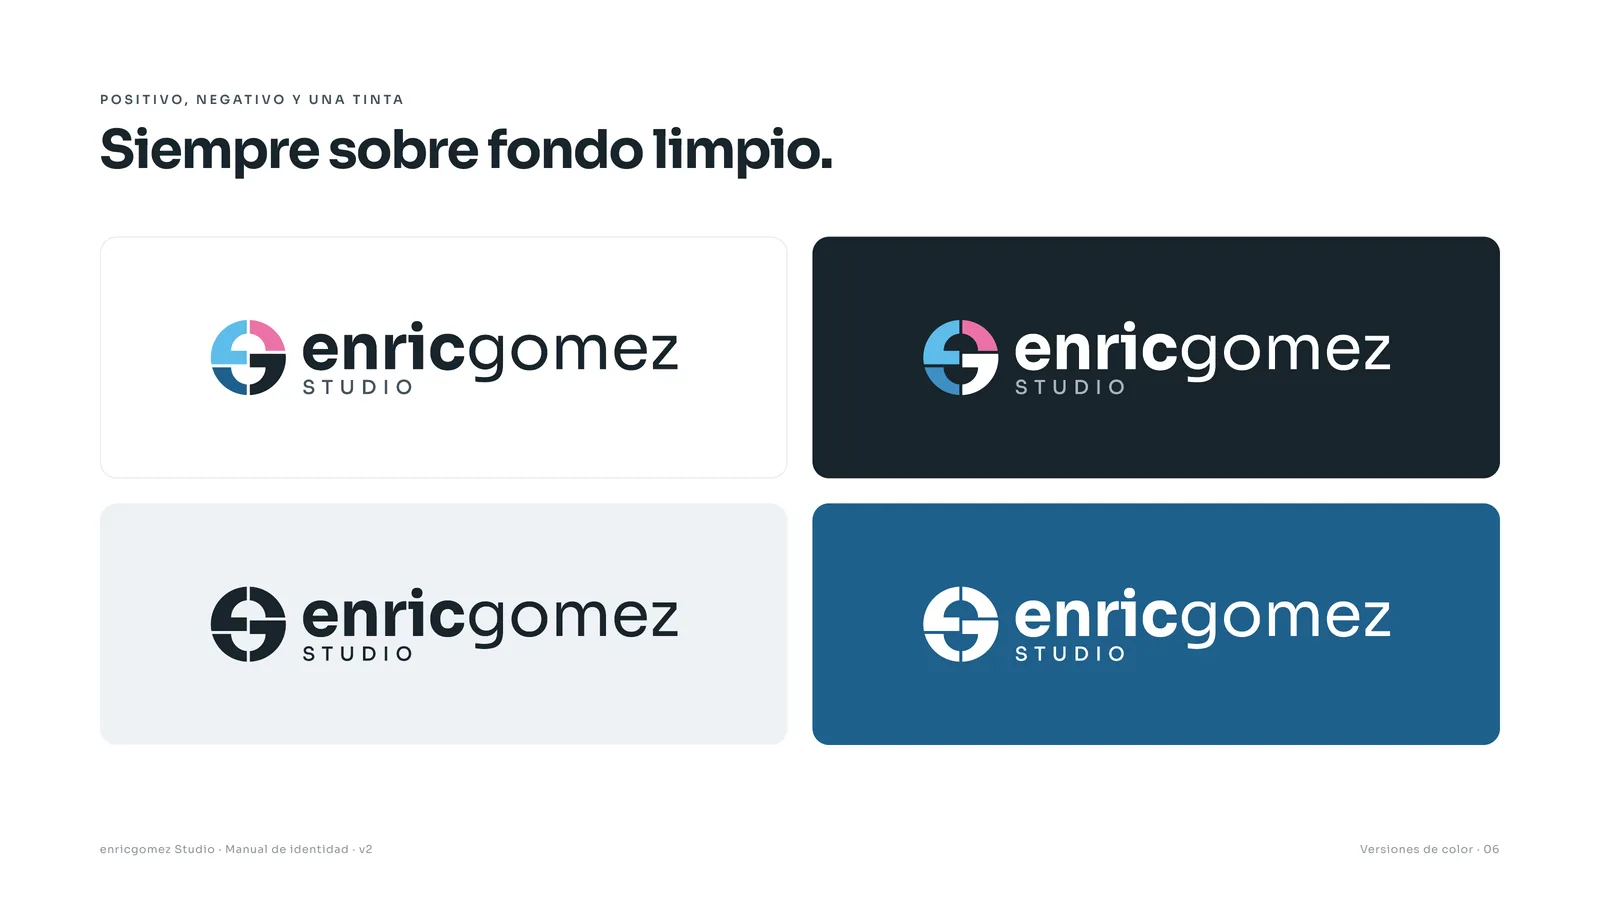 POSITIVO, NEGATIVO Y UNA TINTA
Siempre sobre fondo limpio.
enricgomez
STUDIO
enricgomez
STUDIO
enricgomez
STUDIO
enricgomez
STUDIO
enricgomez Studio · Manual de identidad · v2
Versiones de color · 06